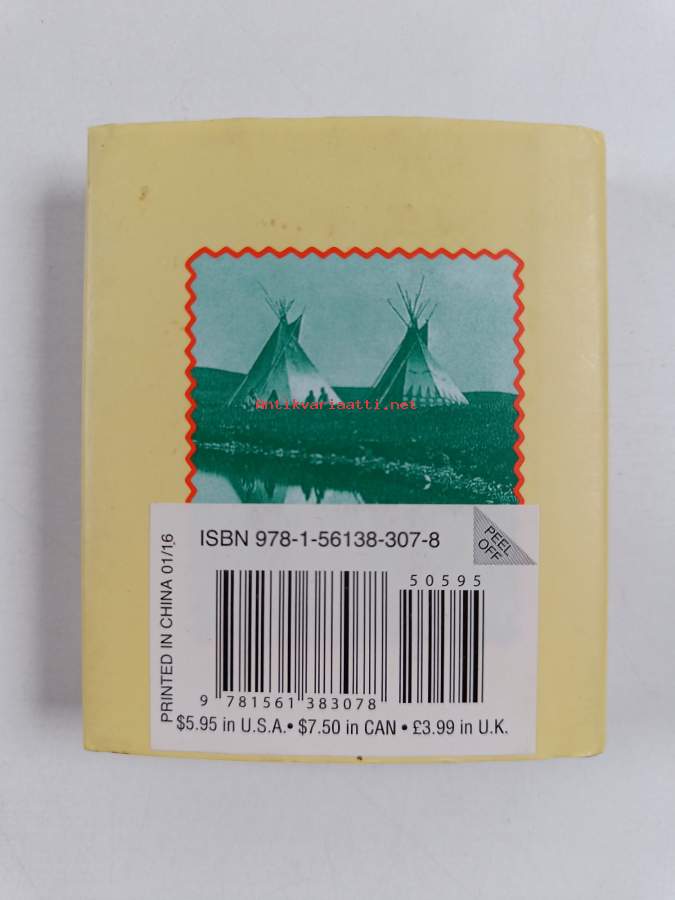 Antikvariaatti.net
ISBN 978-1-56138-307-8
PEEL
OFF
PRINTED IN CHINA 01/16
50595
9 781561 383078
$5.95 in U.S.A. • $7.50 in CAN • £3.99 in U.K.